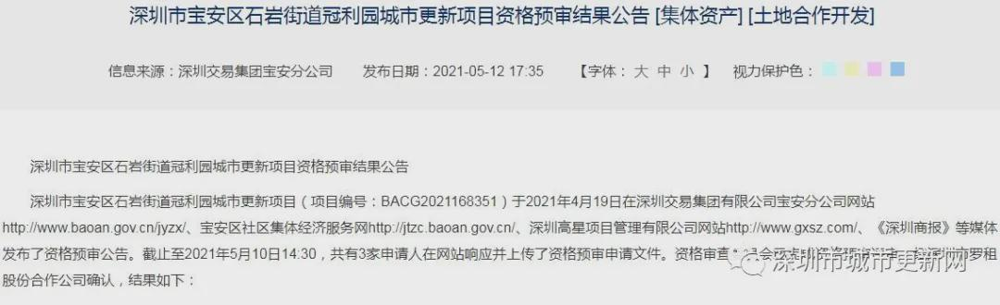 深圳市宝安区石岩街道冠利园城市更新项目资格预审结果公告 [集体资产] [土地合作开发]
信息来源：深圳交易集团宝安分公司 发布日期：2021-05-12 17:35 【字体： 大 中 小 】 视力保护色：
深圳市宝安区石岩街道冠利园城市更新项目资格预审结果公告
深圳市宝安区石岩街道冠利园城市更新项目（项目编号：BACG2021168351）于2021年4月19日在深圳交易集团有限公司宝安分公司网站
http://www.baoan.gov.cn/jyzx/、宝安区社区集体经济服务网http://jtzc.baoan.gov.cn/、深圳高星项目管理有限公司网站http://www.gxsz.com/、《深圳商报》等媒体
发布了资格预审公告。截止至2021年5月10日14:30，共有3家申请人在网站响应并上传了资格预审申请文件。资格审查 罗租
股份合作公司确认，结果如下：
深圳市城市更新网